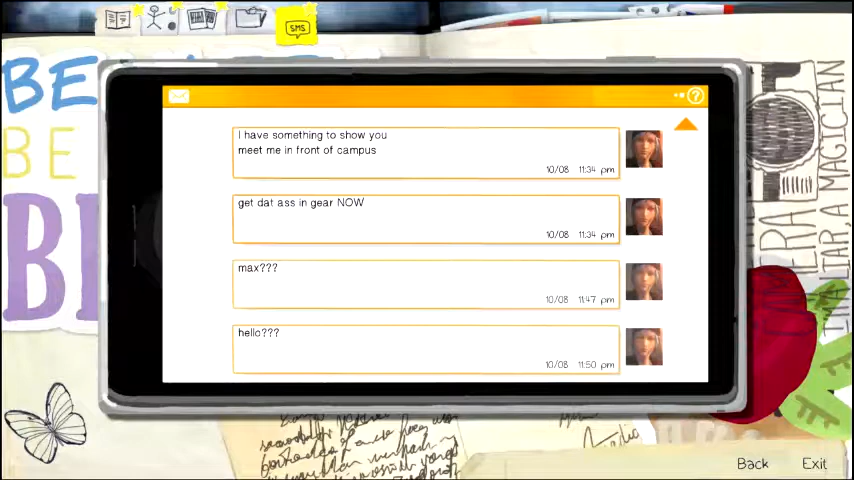 SMS
BE
BE
?
I have something to show you
meet me in front of campus
10/08 11:34 pm
get dat ass in gear NOW
10/08 11:34 pm
max???
10/08 11:47 pm
hello???
10/08 11:50 pm
LIAR, A MAGICIAN
Back Exit